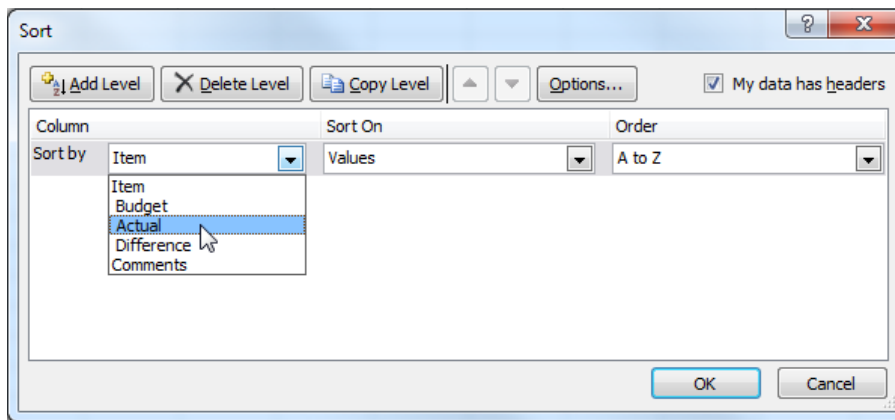 Sort
Add Level Delete Level Copy Level Options... My data has headers
Column Sort On Order
Sort by Item Values A to Z
Item
Budget
Actual
Difference
Comments
OK Cancel